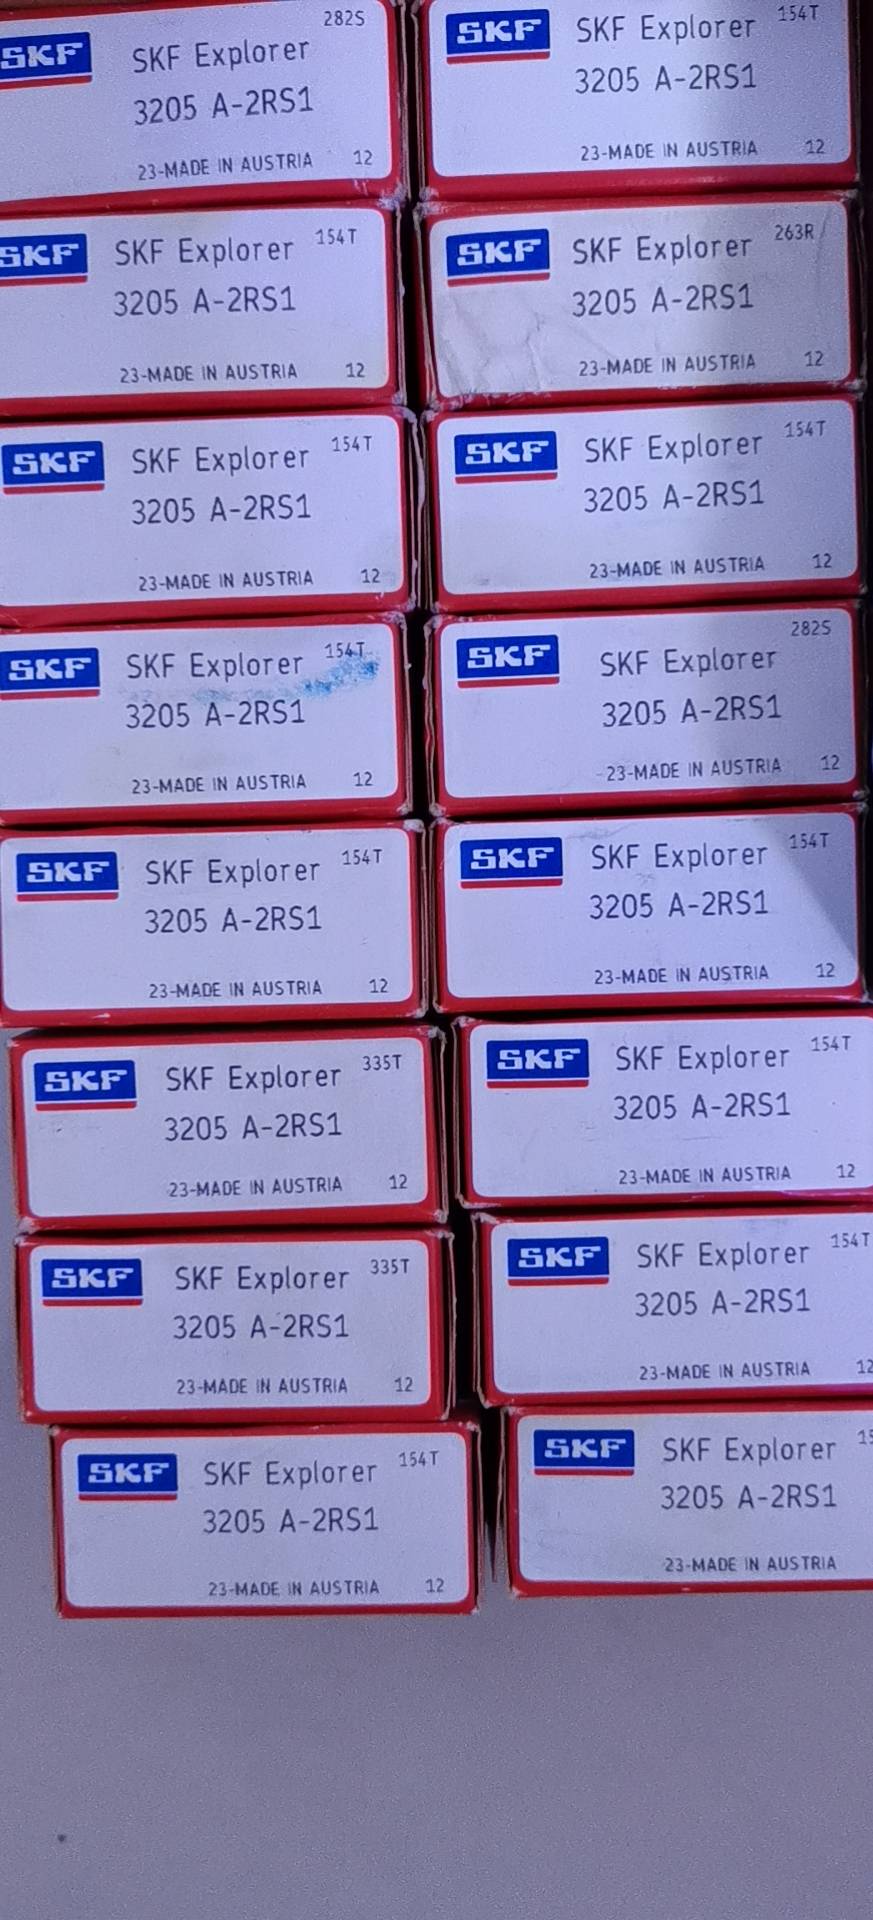 SKF SKF Explorer 282S
3205 A-2RS1
23-MADE IN AUSTRIA 12
SKF SKF Explorer 154T
3205 A-2RS1
23-MADE IN AUSTRIA 12
SKF SKF Explorer 154T
3205 A-2RS1
23-MADE IN AUSTRIA 12
SKF SKF Explorer 263R
3205 A-2RS1
23-MADE IN AUSTRIA 12
SKF SKF Explorer 154T
3205 A-2RS1
23-MADE IN AUSTRIA 12
SKF SKF Explorer 154T
3205 A-2RS1
23-MADE IN AUSTRIA 12
SKF SKF Explorer 154T
3205 A-2RS1
23-MADE IN AUSTRIA 12
SKF SKF Explorer 282S
3205 A-2RS1
23-MADE IN AUSTRIA 12
SKF SKF Explorer 154T
3205 A-2RS1
23-MADE IN AUSTRIA 12
SKF SKF Explorer 154T
3205 A-2RS1
23-MADE IN AUSTRIA 12
SKF SKF Explorer 335T
3205 A-2RS1
23-MADE IN AUSTRIA 12
SKF SKF Explorer 154T
3205 A-2RS1
23-MADE IN AUSTRIA 12
SKF SKF Explorer 335T
3205 A-2RS1
23-MADE IN AUSTRIA 12
SKF SKF Explorer 154T
3205 A-2RS1
23-MADE IN AUSTRIA 12
SKF SKF Explorer 154T
3205 A-2RS1
23-MADE IN AUSTRIA 12
SKF SKF Explorer
3205 A-2RS1
23-MADE IN AUSTRIA